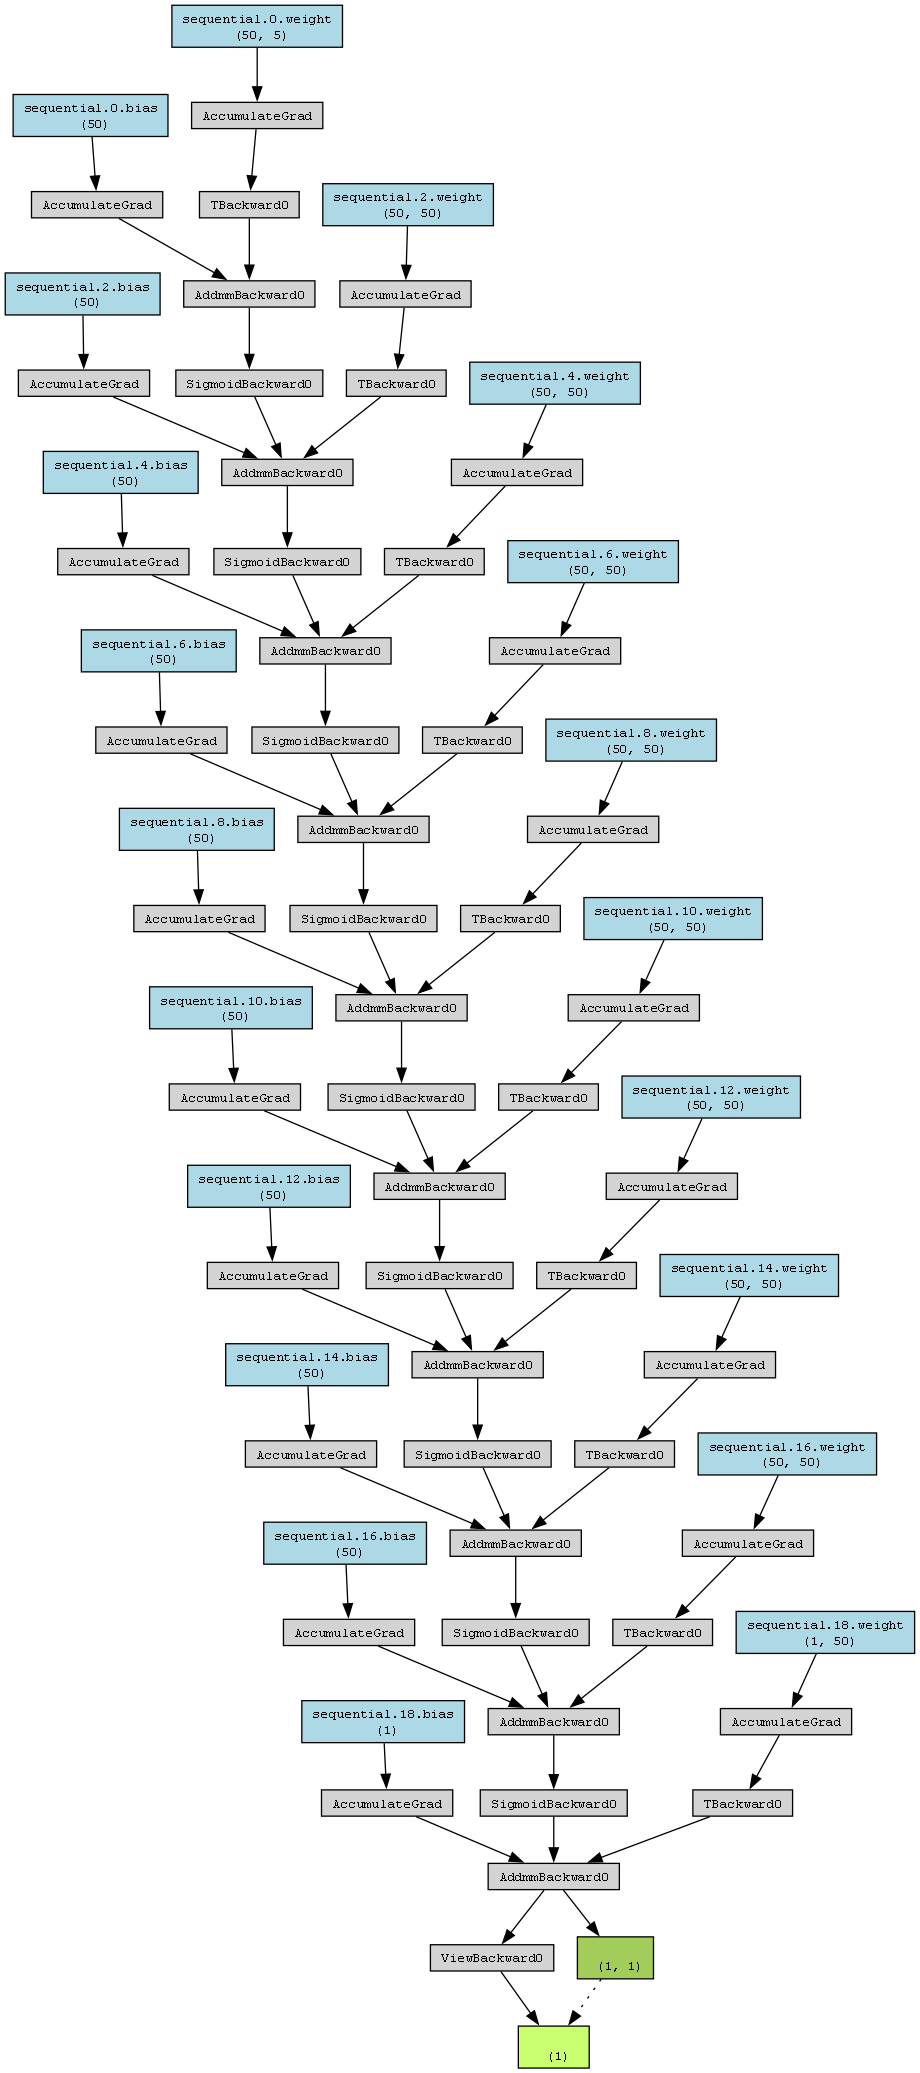 sequential.0.weight
(50, 5)
sequential.0.bias
(50)
AccumulateGrad
AccumulateGrad
TBackward0
sequential.2.weight
(50, 50)
sequential.2.bias
(50)
AddmmBackward0
AccumulateGrad
AccumulateGrad
SigmoidBackward0
TBackward0
sequential.4.weight
(50, 50)
sequential.4.bias
(50)
AddmmBackward0
AccumulateGrad
AccumulateGrad
SigmoidBackward0
TBackward0
sequential.6.weight
(50, 50)
sequential.6.bias
(50)
AddmmBackward0
AccumulateGrad
AccumulateGrad
SigmoidBackward0
TBackward0
sequential.8.weight
(50, 50)
sequential.8.bias
(50)
AddmmBackward0
AccumulateGrad
AccumulateGrad
SigmoidBackward0
TBackward0
sequential.10.weight
(50, 50)
sequential.10.bias
(50)
AddmmBackward0
AccumulateGrad
AccumulateGrad
SigmoidBackward0
TBackward0
sequential.12.weight
(50, 50)
sequential.12.bias
(50)
AddmmBackward0
AccumulateGrad
AccumulateGrad
SigmoidBackward0
TBackward0
sequential.14.weight
(50, 50)
sequential.14.bias
(50)
AddmmBackward0
AccumulateGrad
AccumulateGrad
SigmoidBackward0
TBackward0
sequential.16.weight
(50, 50)
sequential.16.bias
(50)
AddmmBackward0
AccumulateGrad
AccumulateGrad
SigmoidBackward0
TBackward0
sequential.18.weight
(1, 50)
sequential.18.bias
(1)
AddmmBackward0
AccumulateGrad
AccumulateGrad
SigmoidBackward0
TBackward0
AddmmBackward0
ViewBackward0
(1, 1)
(1)